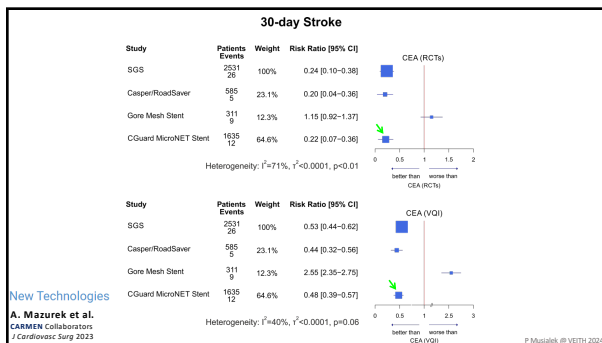 30-day Stroke
Study Patients Events Weight Risk Ratio [95% CI] CEA (RCTs)
SGS 2531 26 100% 0.24 [0.10−0.38]
Casper/RoadSaver 585 5 23.1% 0.20 [0.04−0.36]
Gore Mesh Stent 311 9 12.3% 1.15 [0.92−1.37]
CGuard MicroNET Stent 1635 12 64.6% 0.22 [0.07−0.36]
Heterogeneity: I²=71%, τ²<0.0001, p<0.01
0 0.5 1 1.5 2
better than worse than
CEA (RCTs)
Study Patients Events Weight Risk Ratio [95% CI] CEA (VQI)
SGS 2531 26 100% 0.53 [0.44−0.62]
Casper/RoadSaver 585 5 23.1% 0.44 [0.32−0.56]
Gore Mesh Stent 311 9 12.3% 2.55 [2.35−2.75]
CGuard MicroNET Stent 1635 12 64.6% 0.48 [0.39−0.57]
Heterogeneity: I²=40%, τ²<0.0001, p=0.06
0 0.5 1 2 3
better than worse than
CEA (VQI)
New Technologies
A. Mazurek et al.
CARMEN Collaborators
J Cardiovasc Surg 2023
P Musialek @ VEITH 2024